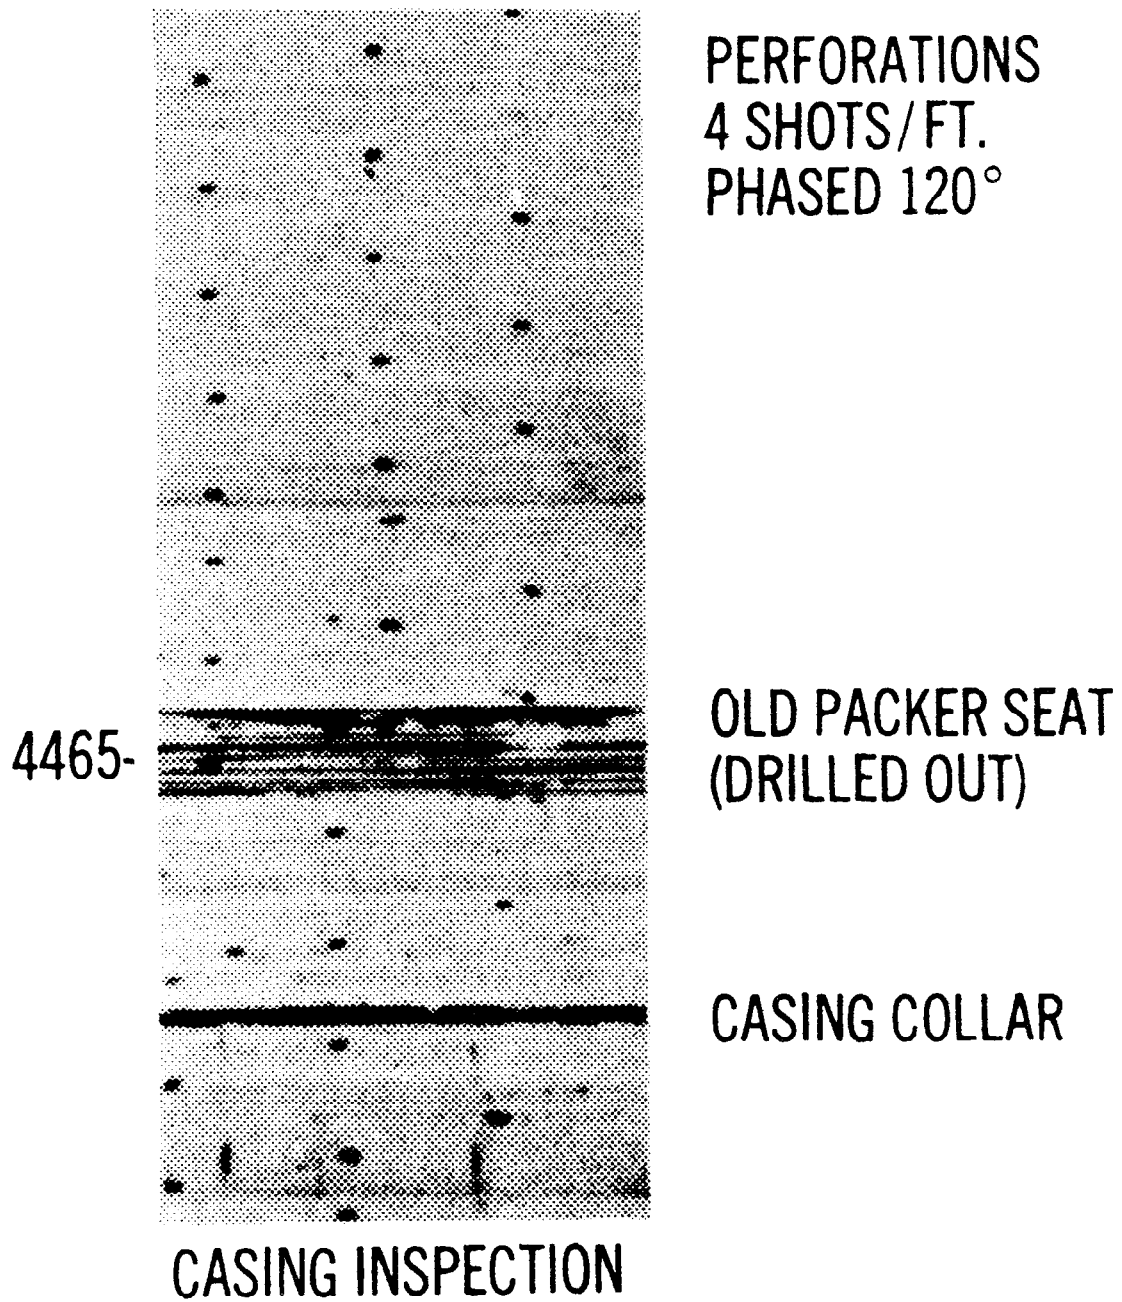 PERFORATIONS
4 SHOTS/FT.
PHASED 120°
OLD PACKER SEAT
4465-
(DRILLED OUT)
CASING COLLAR
CASING INSPECTION